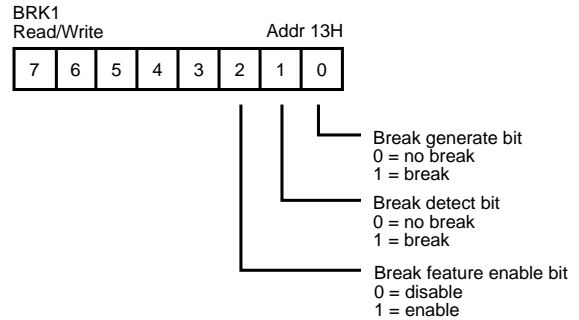 BRK1
Read/Write Addr 13H
7 6 5 4 3 2 1 0
Break generate bit
0 = no break
1 = break
Break detect bit
0 = no break
1 = break
Break feature enable bit
0 = disable
1 = enable